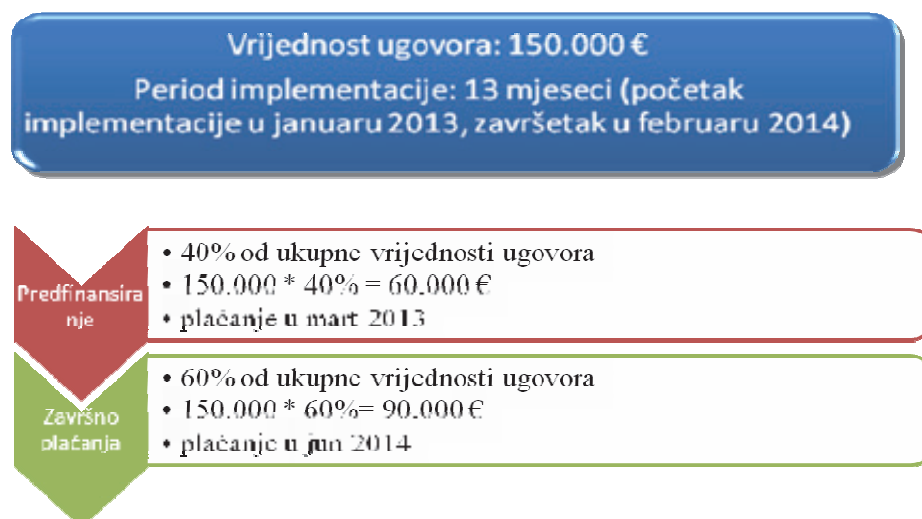 Vrijednost ugovora: 150.000 €
Period implementacije: 13 mjeseci (početak
implementacije u januaru 2013, završetak u februaru 2014)
Predfinansira
nje
• 40% od ukupne vrijednosti ugovora
• 150.000 * 40% = 60.000 €
• plaćanje u mart 2013
Završno
plaćanja
• 60% od ukupne vrijednosti ugovora
• 150.000 * 60%= 90.000 €
• plaćanje u jun 2014